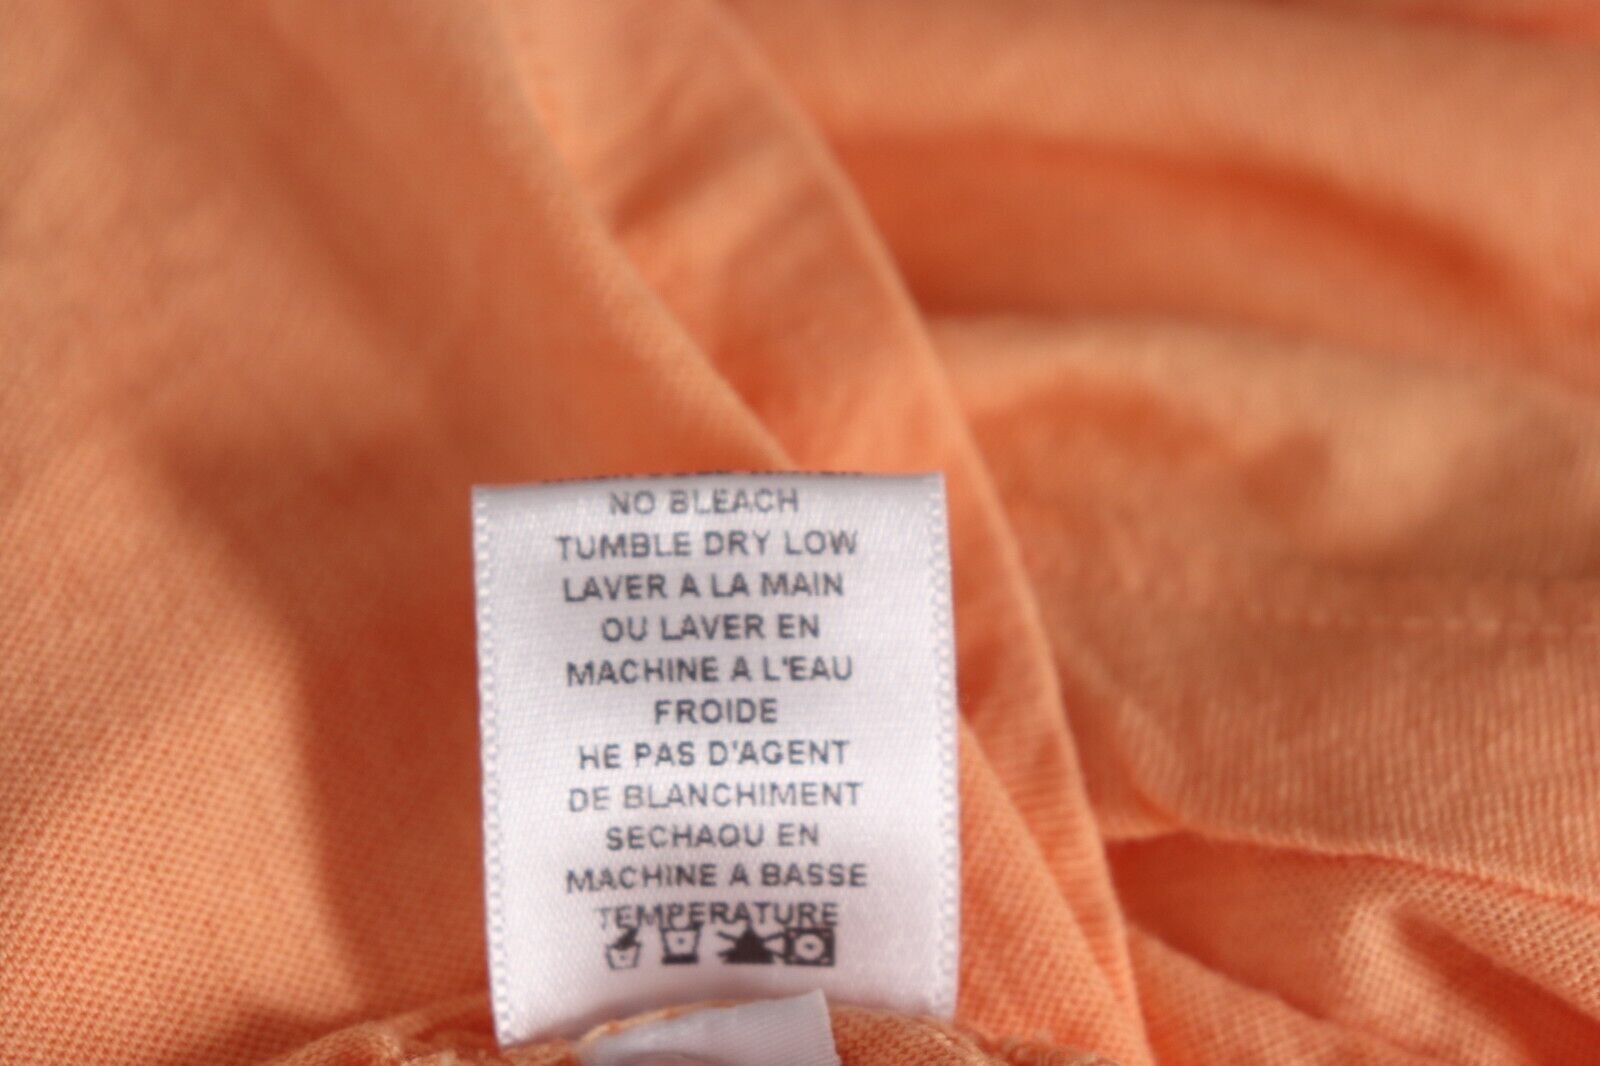 NO BLEACH
TUMBLE DRY LOW
LAVER A LA MAIN
OU LAVER EN
MACHINE A L'EAU
FROIDE
HE PAS D'AGENT
DE BLANCHIMENT
SECHAOU EN
MACHINE A BASSE
TEMPERATURE